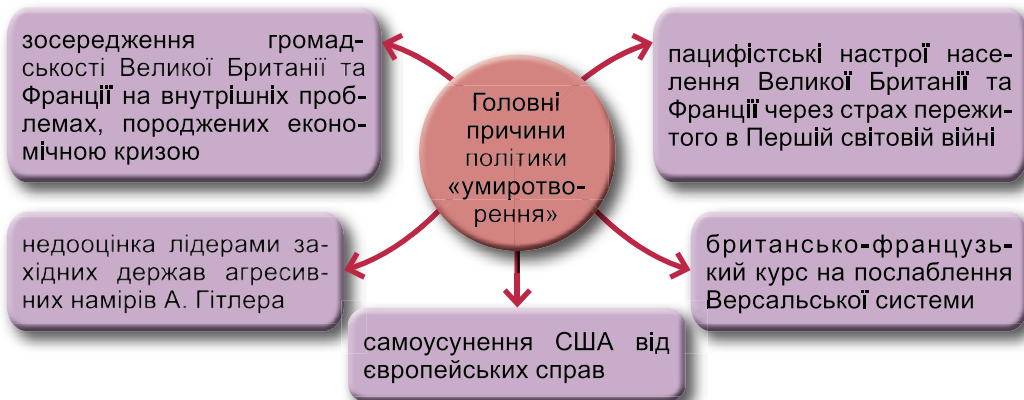 Головні
причини
політики
«умиротво-
рення»
зосередження громад-
ськості Великої Британії та
Франції на внутрішніх проб-
лемах, породжених еконо-
мічною кризою
пацифістські настрої насе-
лення Великої Британії та
Франції через страх пережи-
того в Першій світовій війні
недооцінка лідерами за-
хідних держав агресив-
них намірів А. Гітлера
британсько-французь-
кий курс на послаблення
Версальської системи
самоусунення США від
європейських справ